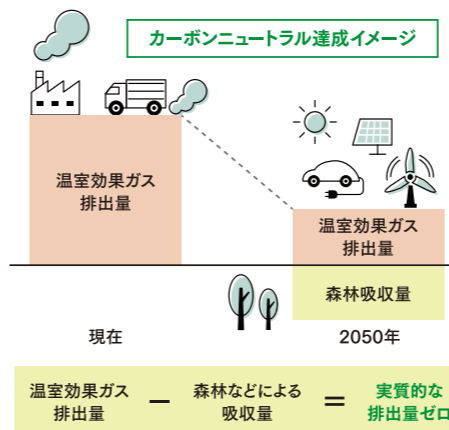 カーボンニュートラル達成イメージ
温室効果ガス
排出量
温室効果ガス
排出量
森林吸収量
現在
2050年
温室効果ガス
排出量
ー
森林などによる
吸収量
＝
実質的な
排出量ゼロ